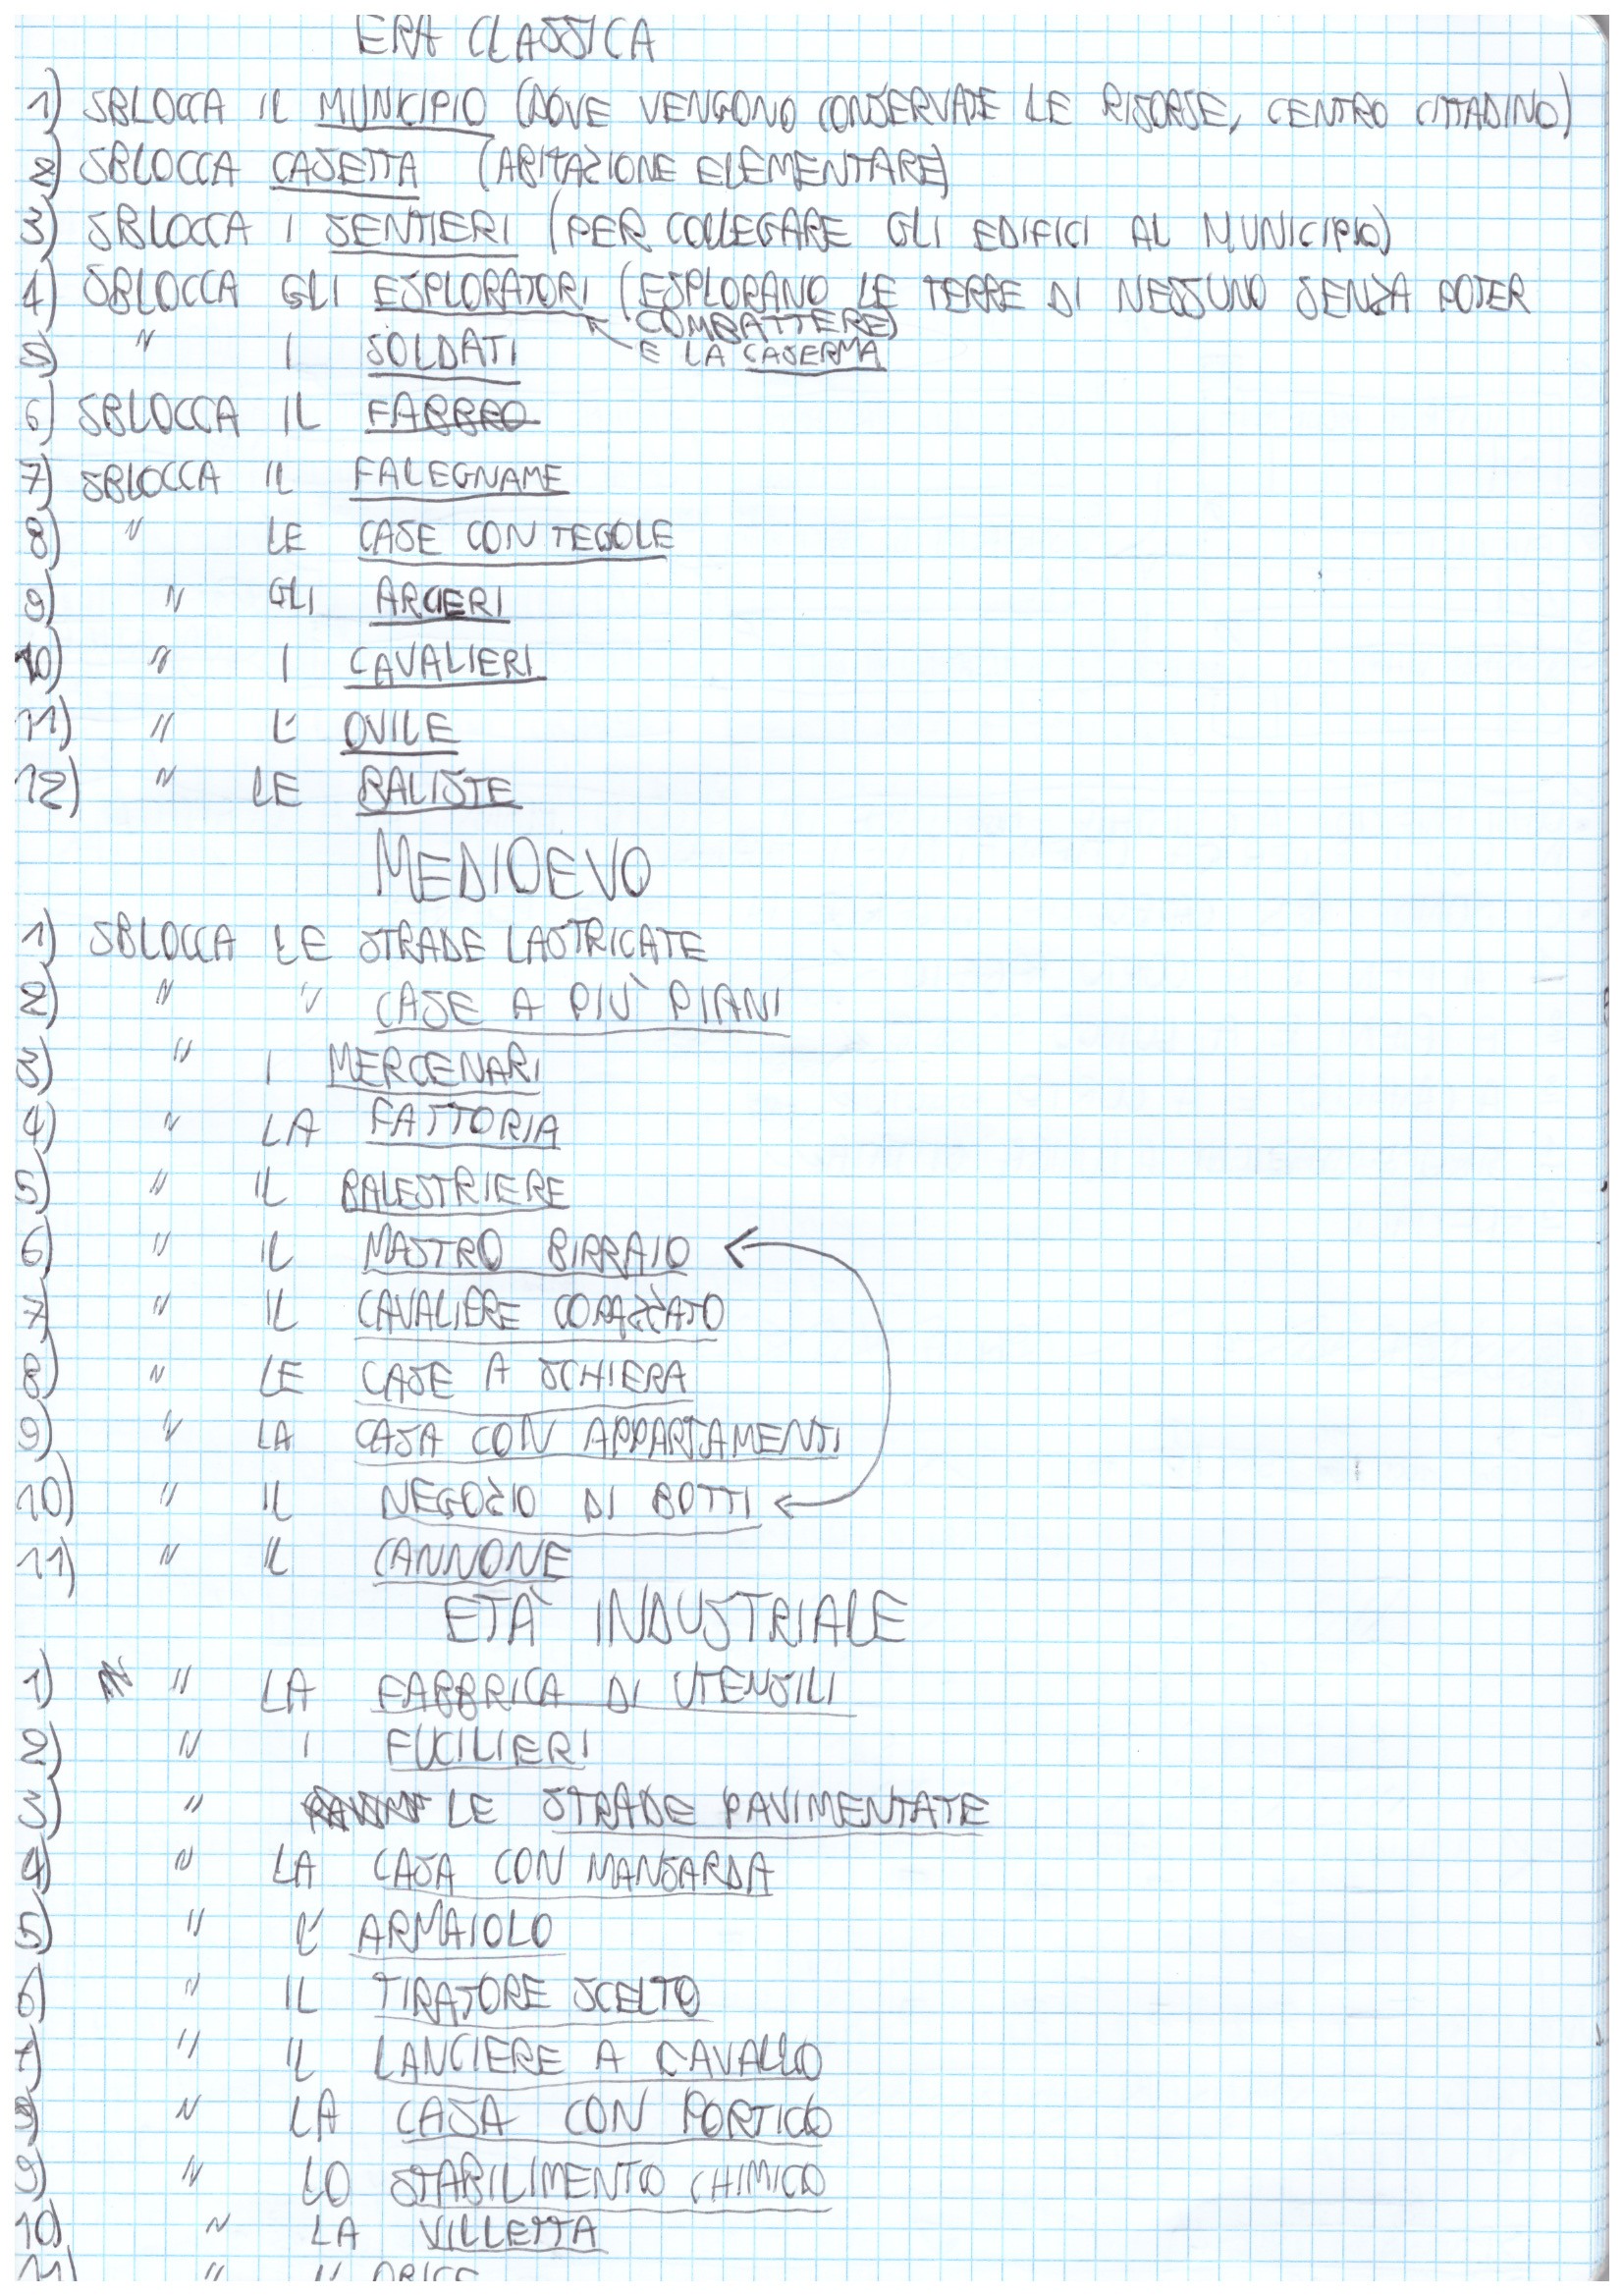 ERA CLASSICA
1) SBLOCCA IL MUNICIPIO (DOVE VENGONO CONSERVATE LE RISORSE, CENTRO CITTADINO)
2) SBLOCCA CASETTA (ABITAZIONE ELEMENTARE)
3) SBLOCCA I SENTIERI (PER COLLEGARE GLI EDIFICI AL MUNICIPIO)
4) SBLOCCA GLI ESPLORATORI (ESPLORANO LE TERRE DI NESSUNO SENZA POTER
COMBATTERE)
5) " I SOLDATI E LA CASERMA
6) SBLOCCA IL FABBRO
7) SBLOCCA IL FALEGNAME
8) " LE CASE CON TEGOLE
9) " GLI ARCIERI
10) " I CAVALIERI
11) " L' OVILE
12) " LE BALISTE
MEDIOEVO
1) SBLOCCA LE STRADE LASTRICATE
2) " " CASE A PIÙ PIANI
3) " I MERCENARI
4) " LA FATTORIA
5) " IL BALESTRIERE
6) " IL MASTRO BIRRAIO
7) " IL CAVALIERE CORAZZATO
8) " LE CASE A SCHIERA
9) " LA CASA CON APPARTAMENTI
10) " IL NEGOZIO DI BOTTI
11) " IL CANNONE
ETÀ INDUSTRIALE
1) " LA FABBRICA DI UTENSILI
2) " I FUCILIERI
3) " LE STRADE PAVIMENTATE
4) " LA CASA CON MANSARDA
5) " L' ARMAIOLO
6) " IL TIRATORE SCELTO
7) " IL LANCIERE A CAVALLO
8) " LA CASA CON PORTICO
9) " LO STABILIMENTO CHIMICO
10) " LA VILLETTA
11) "